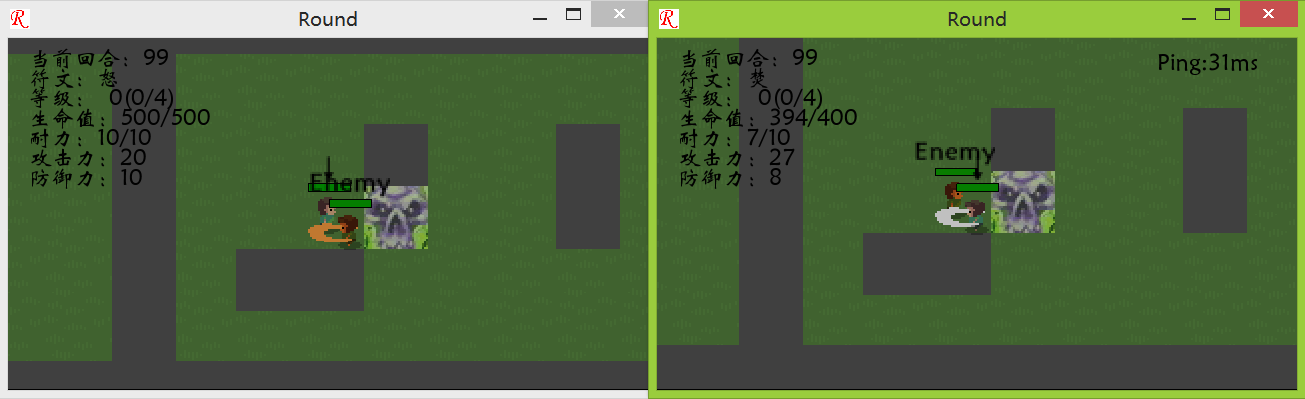 Round
当前回合：99
符文：怒
等级： 0(0/4)
生命值：500/500
耐力：10/10
攻击力：20
防御力：10
Enemy
Round
当前回合：99
Ping:31ms
符文：焚
等级： 0(0/4)
生命值：394/400
耐力：7/10
攻击力：27
防御力：8
Enemy